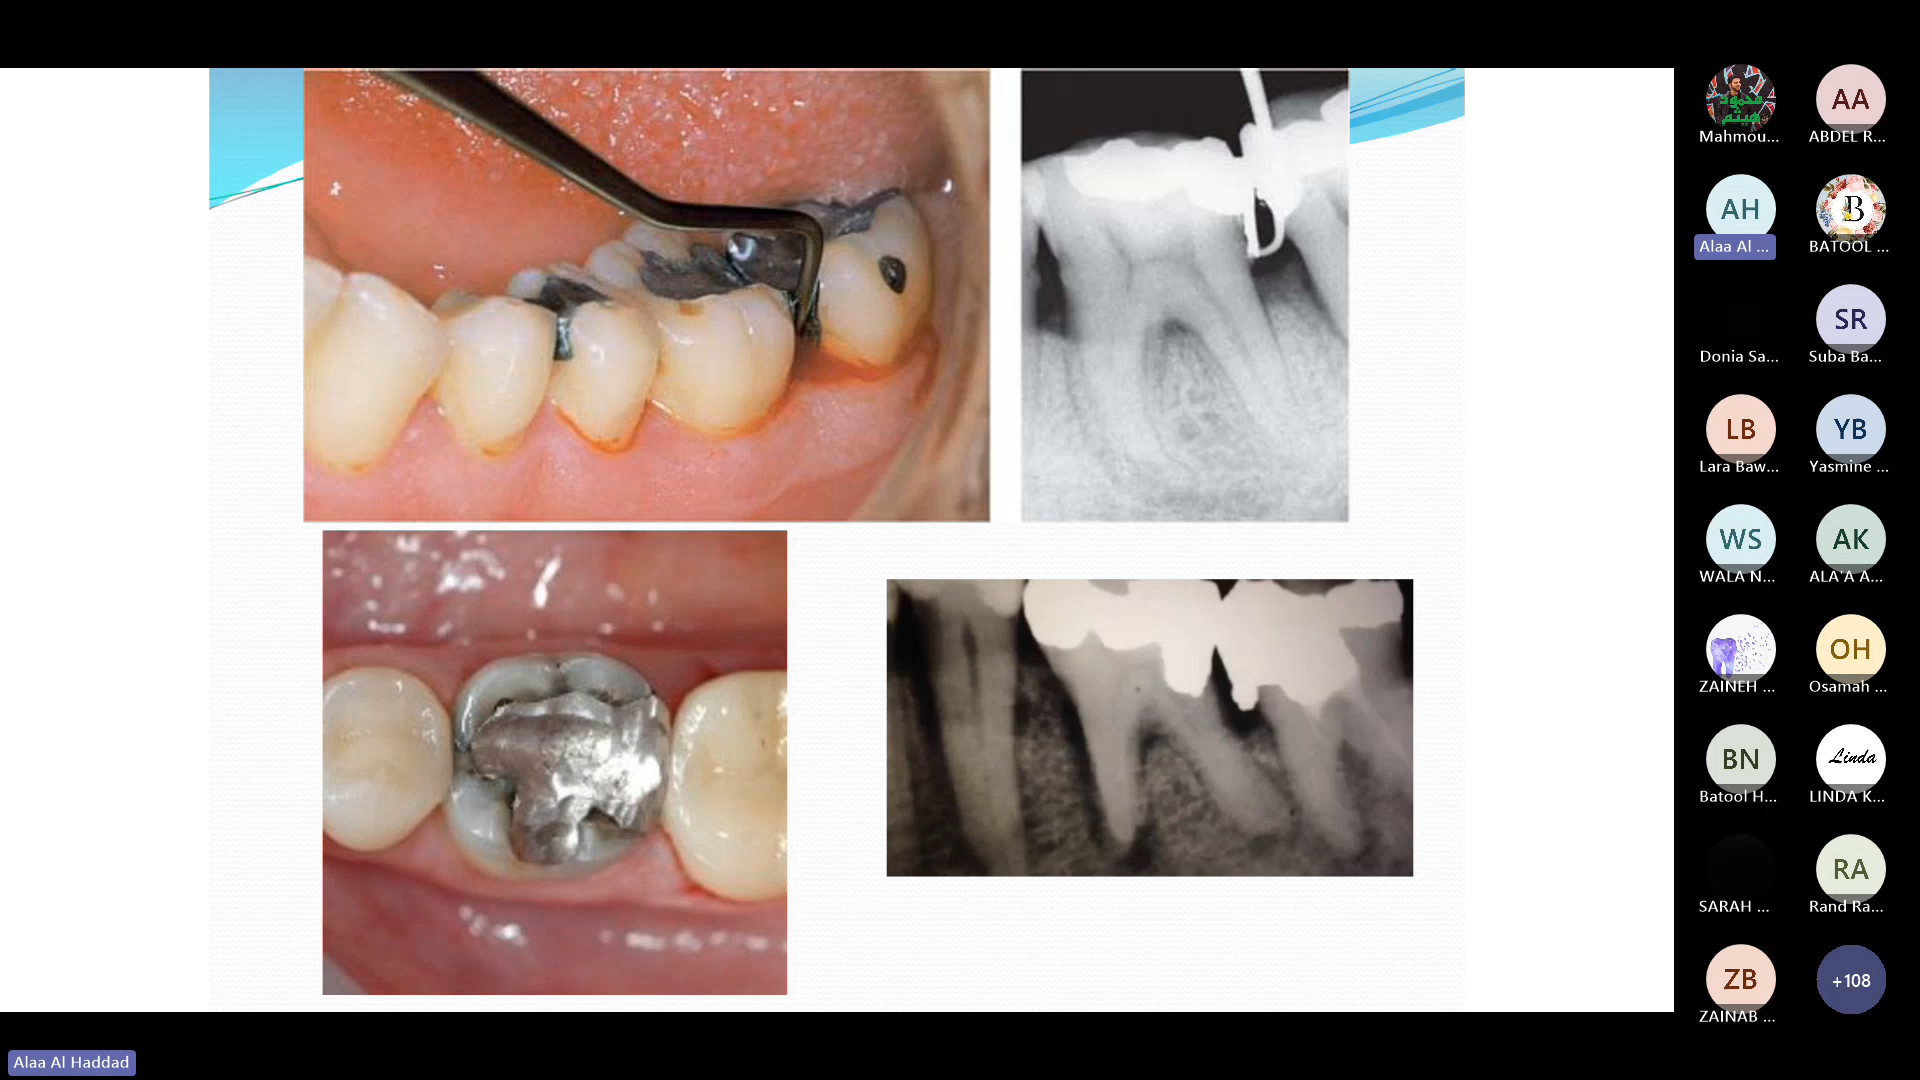 محمود
هيثم
Mahmou...
AA
ABDEL R...
AH
Alaa Al ...
B
BATOOL ...
Donia Sa...
SR
Suba Ba...
LB
Lara Baw...
YB
Yasmine ...
WS
WALA N...
AK
ALA'A A...
ZAINEH ...
OH
Osamah ...
BN
Batool H...
Linda
LINDA K...
SARAH ...
RA
Rand Ra...
ZB
ZAINAB ...
+108
Alaa Al Haddad